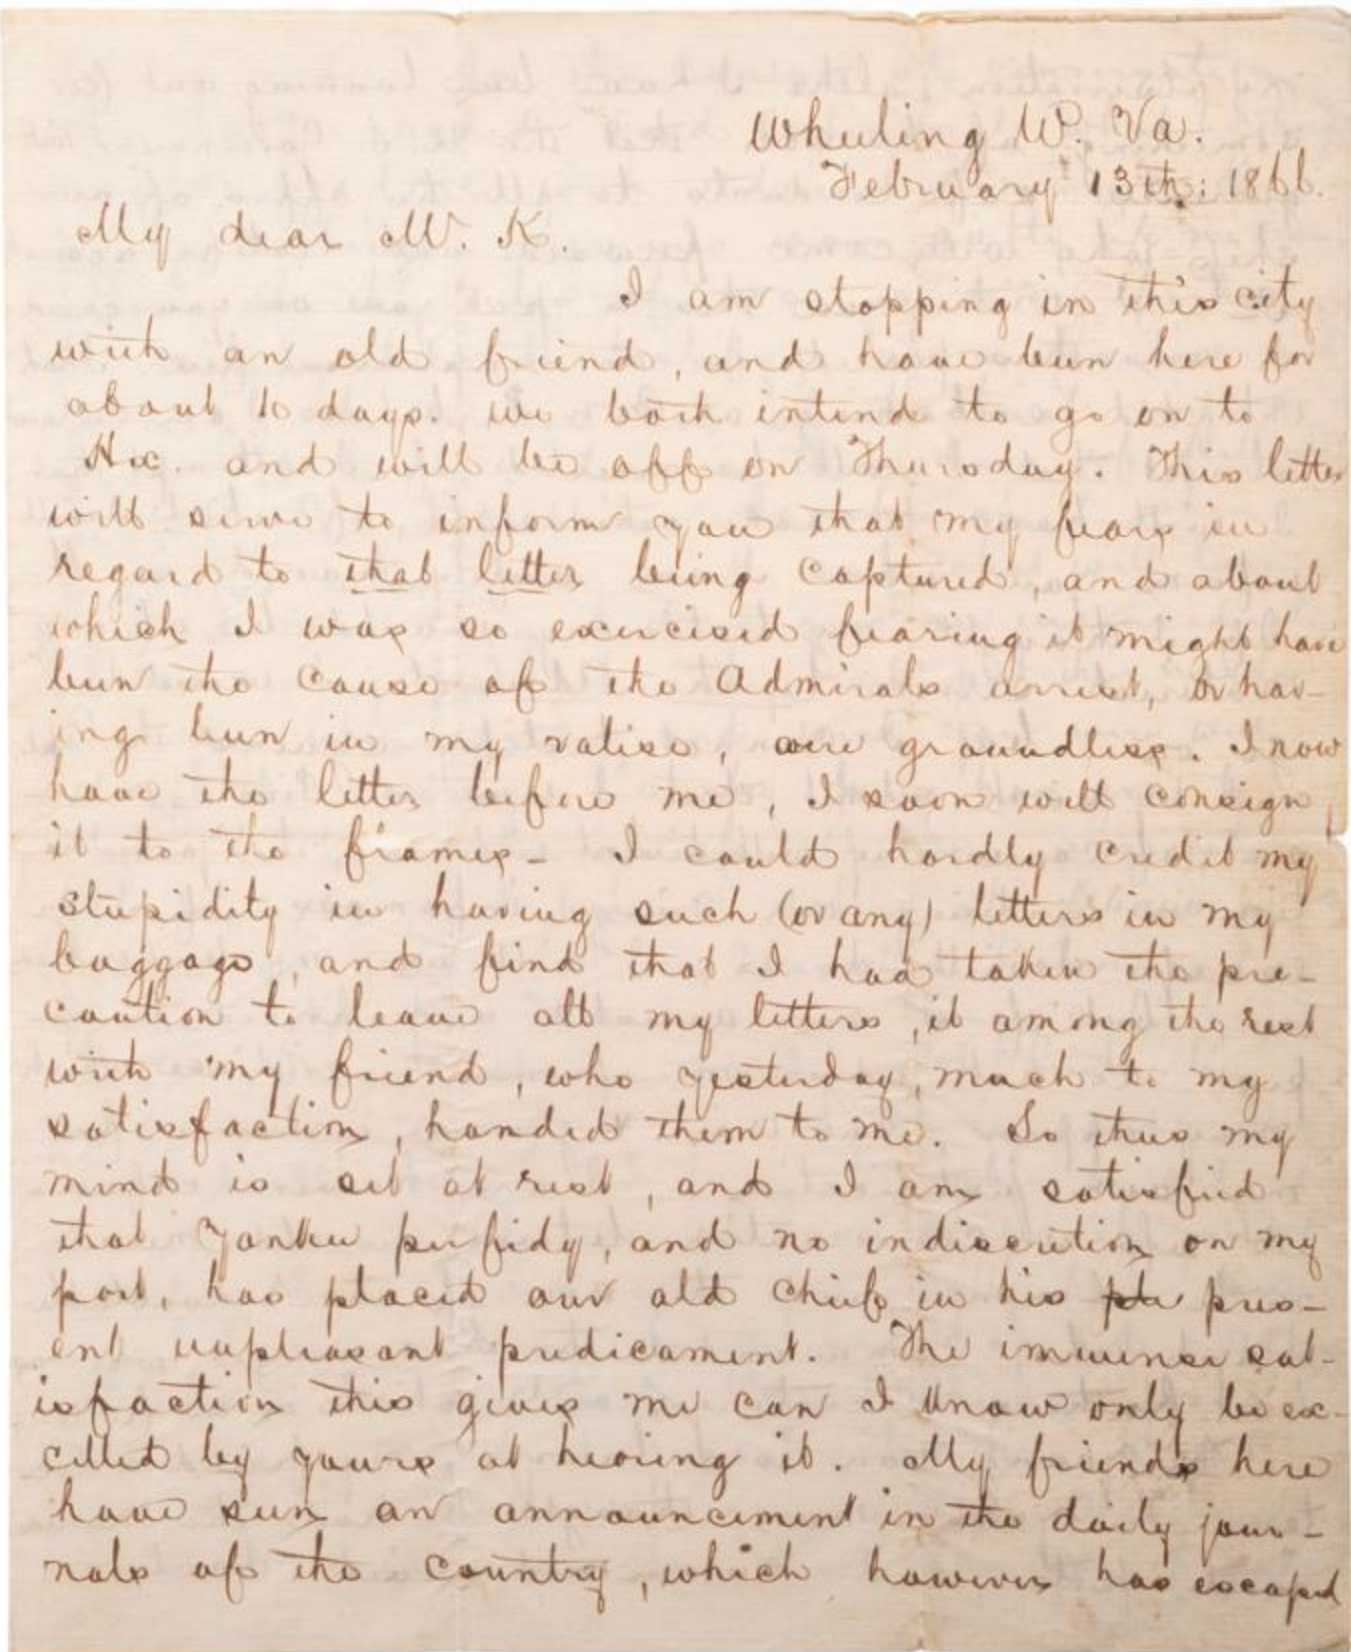 Wheeling W. Va.
February 13th: 1866.
My dear Mr. K.
I am stopping in this city
with an old friend, and have been here for
about 10 days. we both intend to go on to
Hx. and will be off on Thursday. This letter
will serve to inform you that my fears in
regard to that letter being captured, and about
which I was so exercised fearing it might have
been the cause of the Admirals arrest, or hav-
ing been in my valise, are groundless. I now
have the letter before me, I soon will consign
it to the flames - I could hardly credit my
stupidity in having such (or any) letters in my
baggage, and find that I had taken the pre-
caution to leave all my letters, it among the rest
with my friend, who yesterday, much to my
satisfaction, handed them to me. So thus my
mind is set at rest, and I am satisfied
that Yankee perfidy, and no indiscretion on my
part, has placed our old chief in his pla pres-
ent unpleasant predicament. The immense sat-
isfaction this gives me can I know only be ex-
celled by yours at hearing it. My friends here
have seen an announcement in the daily jour-
nals of the country, which however has escaped